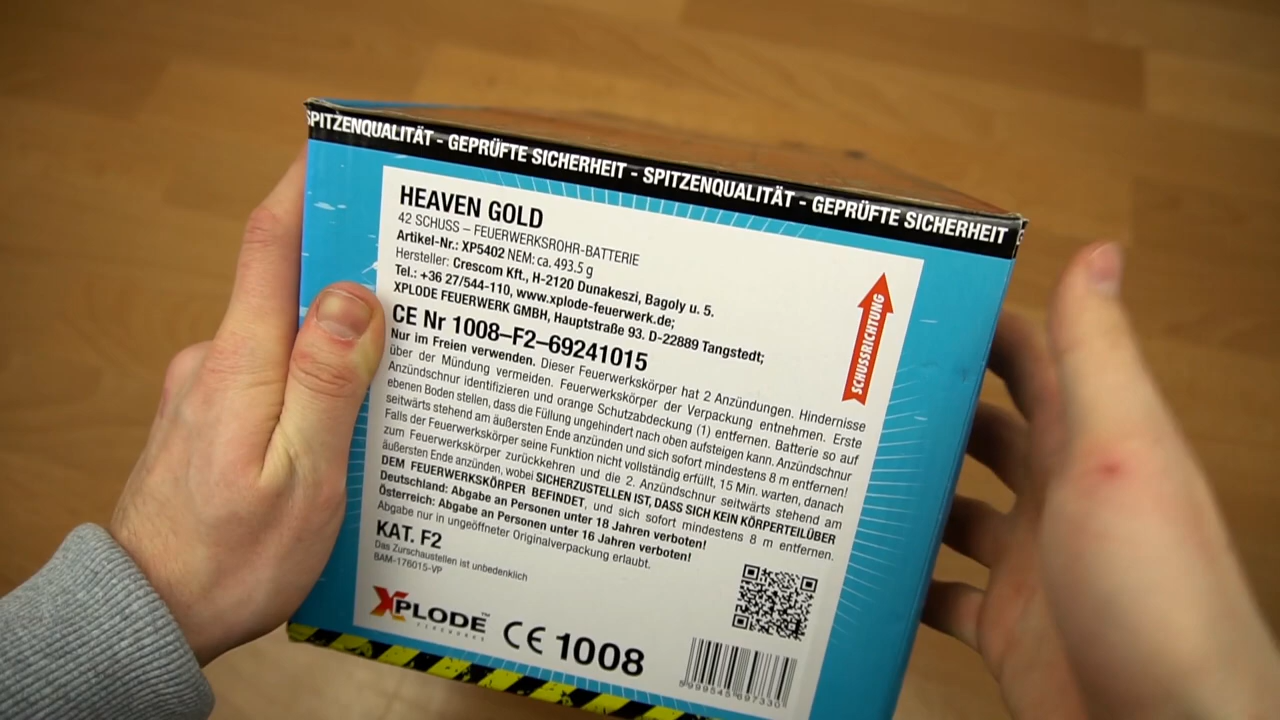 SPITZENQUALITÄT - GEPRÜFTE SICHERHEIT - SPITZENQUALITÄT - GEPRÜFTE SICHERHEIT
HEAVEN GOLD
42 SCHUSS – FEUERWERKSROHR-BATTERIE
Artikel-Nr.: XP5402 NEM: ca. 493.5 g
Hersteller: Crescom Kft., H-2120 Dunakeszi, Bagoly u. 5.
Tel.: +36 27/544-110, www.xplode-feuerwerk.de;
XPLODE FEUERWERK GMBH, Hauptstraße 93. D-22889 Tangstedt;
CE Nr 1008–F2–69241015
Nur im Freien verwenden. Dieser Feuerwerkskörper hat 2 Anzündungen. Hindernisse
über der Mündung vermeiden. Feuerwerkskörper der Verpackung entnehmen. Erste
Anzündschnur identifizieren und orange Schutzabdeckung (1) entfernen. Batterie so auf
ebenen Boden stellen, dass die Füllung ungehindert nach oben aufsteigen kann. Anzündschnur
seitwärts stehend am äußersten Ende anzünden und sich sofort mindestens 8 m entfernen!
Falls der Feuerwerkskörper seine Funktion nicht vollständig erfüllt, 15 Min. warten, danach
zum Feuerwerkskörper zurückkehren und die 2. Anzündschnur seitwärts stehend am
äußersten Ende anzünden, wobei SICHERZUSTELLEN IST, DASS SICH KEIN KÖRPERTEIL ÜBER
DEM FEUERWERKSKÖRPER BEFINDET, und sich sofort mindestens 8 m entfernen.
Deutschland: Abgabe an Personen unter 18 Jahren verboten!
Österreich: Abgabe an Personen unter 16 Jahren verboten!
Abgabe nur in ungeöffneter Originalverpackung erlaubt.
KAT. F2
Das Zurschaustellen ist unbedenklich
BAM-176015-VP
SCHUSSRICHTUNG
XPLODE™
CE 1008
5999545697330